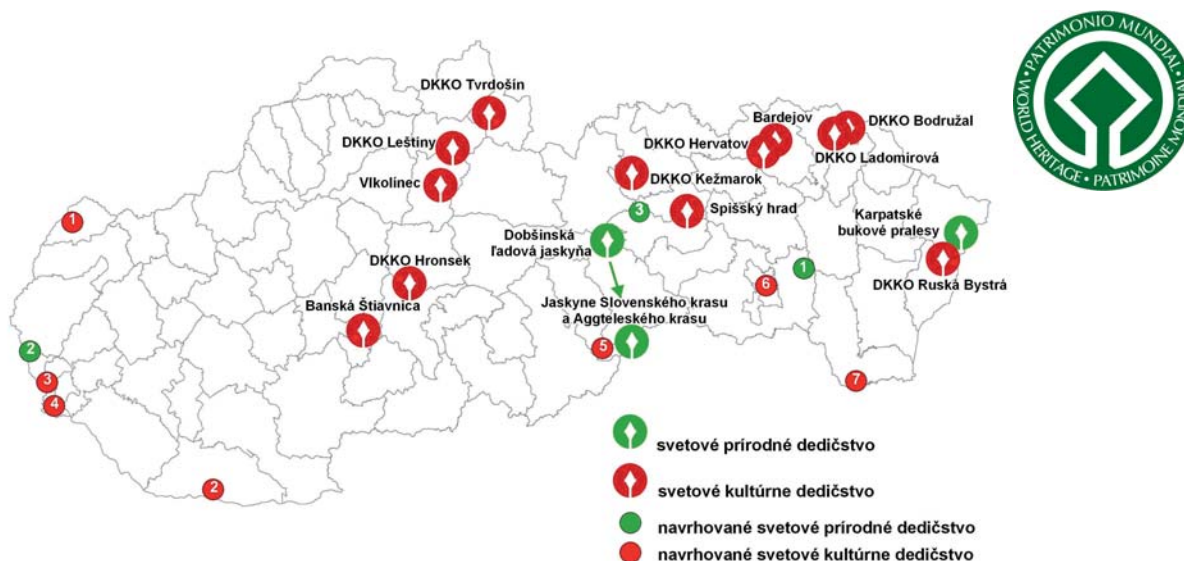 DKKO Tvrdošín
DKKO Leštiny
Vlkolínec
DKKO Hervatov
Bardejov
DKKO Bodružal
DKKO Ladomirová
DKKO Kežmarok
3
Spišský hrad
1
Karpatské
bukové pralesy
Dobšinská
ľadová jaskyňa
DKKO Hronsek
6
1
DKKO Ruská Bystrá
Banská Štiavnica
Jaskyne Slovenského krasu
a Aggteleského krasu
2
5
3
4
7
2
svetové prírodné dedičstvo
svetové kultúrne dedičstvo
navrhované svetové prírodné dedičstvo
navrhované svetové kultúrne dedičstvo
WORLD HERITAGE • PATRIMONIO MUNDIAL •
PATRIMOINE